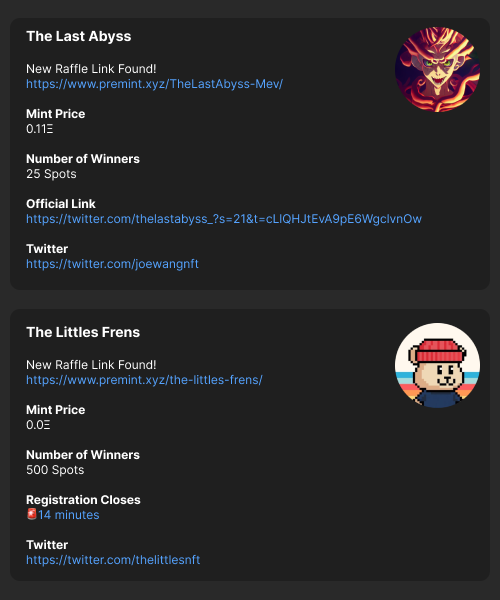 The Last Abyss
New Raffle Link Found!
https://www.premint.xyz/TheLastAbyss-Mev/
Mint Price
0.11Ξ
Number of Winners
25 Spots
Official Link
https://twitter.com/thelastabyss_?s=21&t=cLlQHJtEvA9pE6WgclvnOw
Twitter
https://twitter.com/joewangnft
The Littles Frens
New Raffle Link Found!
https://www.premint.xyz/the-littles-frens/
Mint Price
0.0Ξ
Number of Winners
500 Spots
Registration Closes
🚨14 minutes
Twitter
https://twitter.com/thelittlesnft